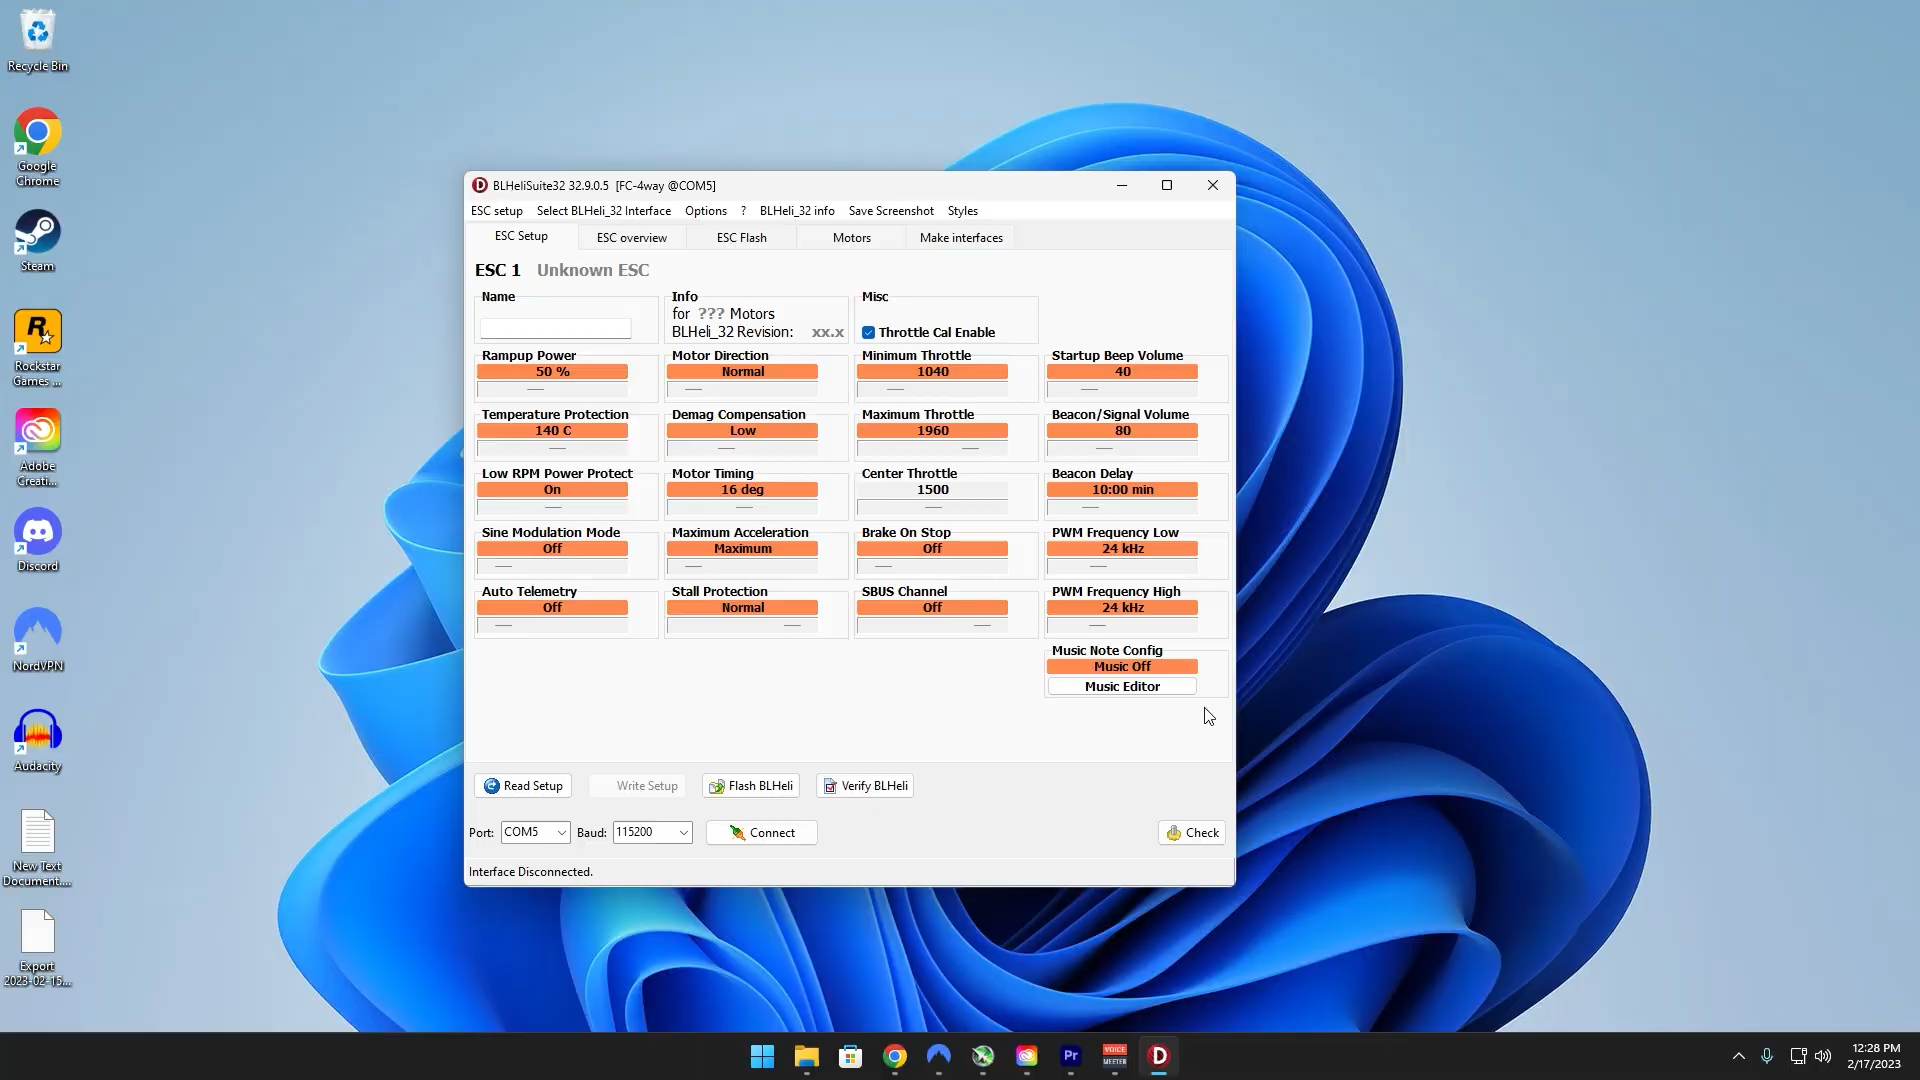 Recycle Bin
Google
Chrome
Steam
Rockstar
Games ...
Adobe
Creati...
Discord
NordVPN
Audacity
New Text
Document....
Export
2023-02-15...
BLHeliSuite32 32.9.0.5 [FC-4way @COM5]
ESC setup Select BLHeli_32 Interface Options ? BLHeli_32 info Save Screenshot Styles
ESC Setup ESC overview ESC Flash Motors Make interfaces
ESC 1 Unknown ESC
Name Info Misc
for ??? Motors
BLHeli_32 Revision: xx.x Throttle Cal Enable
Rampup Power Motor Direction Minimum Throttle Startup Beep Volume
50 % Normal 1040 40
Temperature Protection Demag Compensation Maximum Throttle Beacon/Signal Volume
140 C Low 1960 80
Low RPM Power Protect Motor Timing Center Throttle Beacon Delay
On 16 deg 1500 10:00 min
Sine Modulation Mode Maximum Acceleration Brake On Stop PWM Frequency Low
Off Maximum Off 24 kHz
Auto Telemetry Stall Protection SBUS Channel PWM Frequency High
Off Normal Off 24 kHz
Music Note Config
Music Off
Music Editor
Read Setup Write Setup Flash BLHeli Verify BLHeli
Port: COM5 Baud: 115200 Connect Check
Interface Disconnected.
Pr
VOICE
MEETER
12:28 PM
2/17/2023